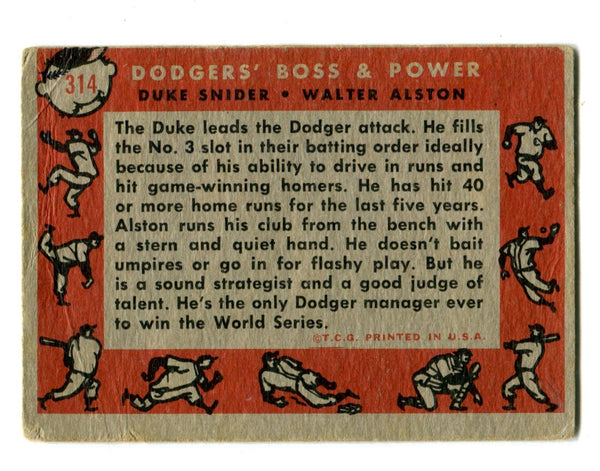 314
DODGERS' BOSS & POWER
DUKE SNIDER • WALTER ALSTON
The Duke leads the Dodger attack. He fills
the No. 3 slot in their batting order ideally
because of his ability to drive in runs and
hit game-winning homers. He has hit 40
or more home runs for the last five years.
Alston runs his club from the bench with
a stern and quiet hand. He doesn't bait
umpires or go in for flashy play. But he
is a sound strategist and a good judge of
talent. He's the only Dodger manager ever
to win the World Series.
©T.C.G. PRINTED IN U.S.A.